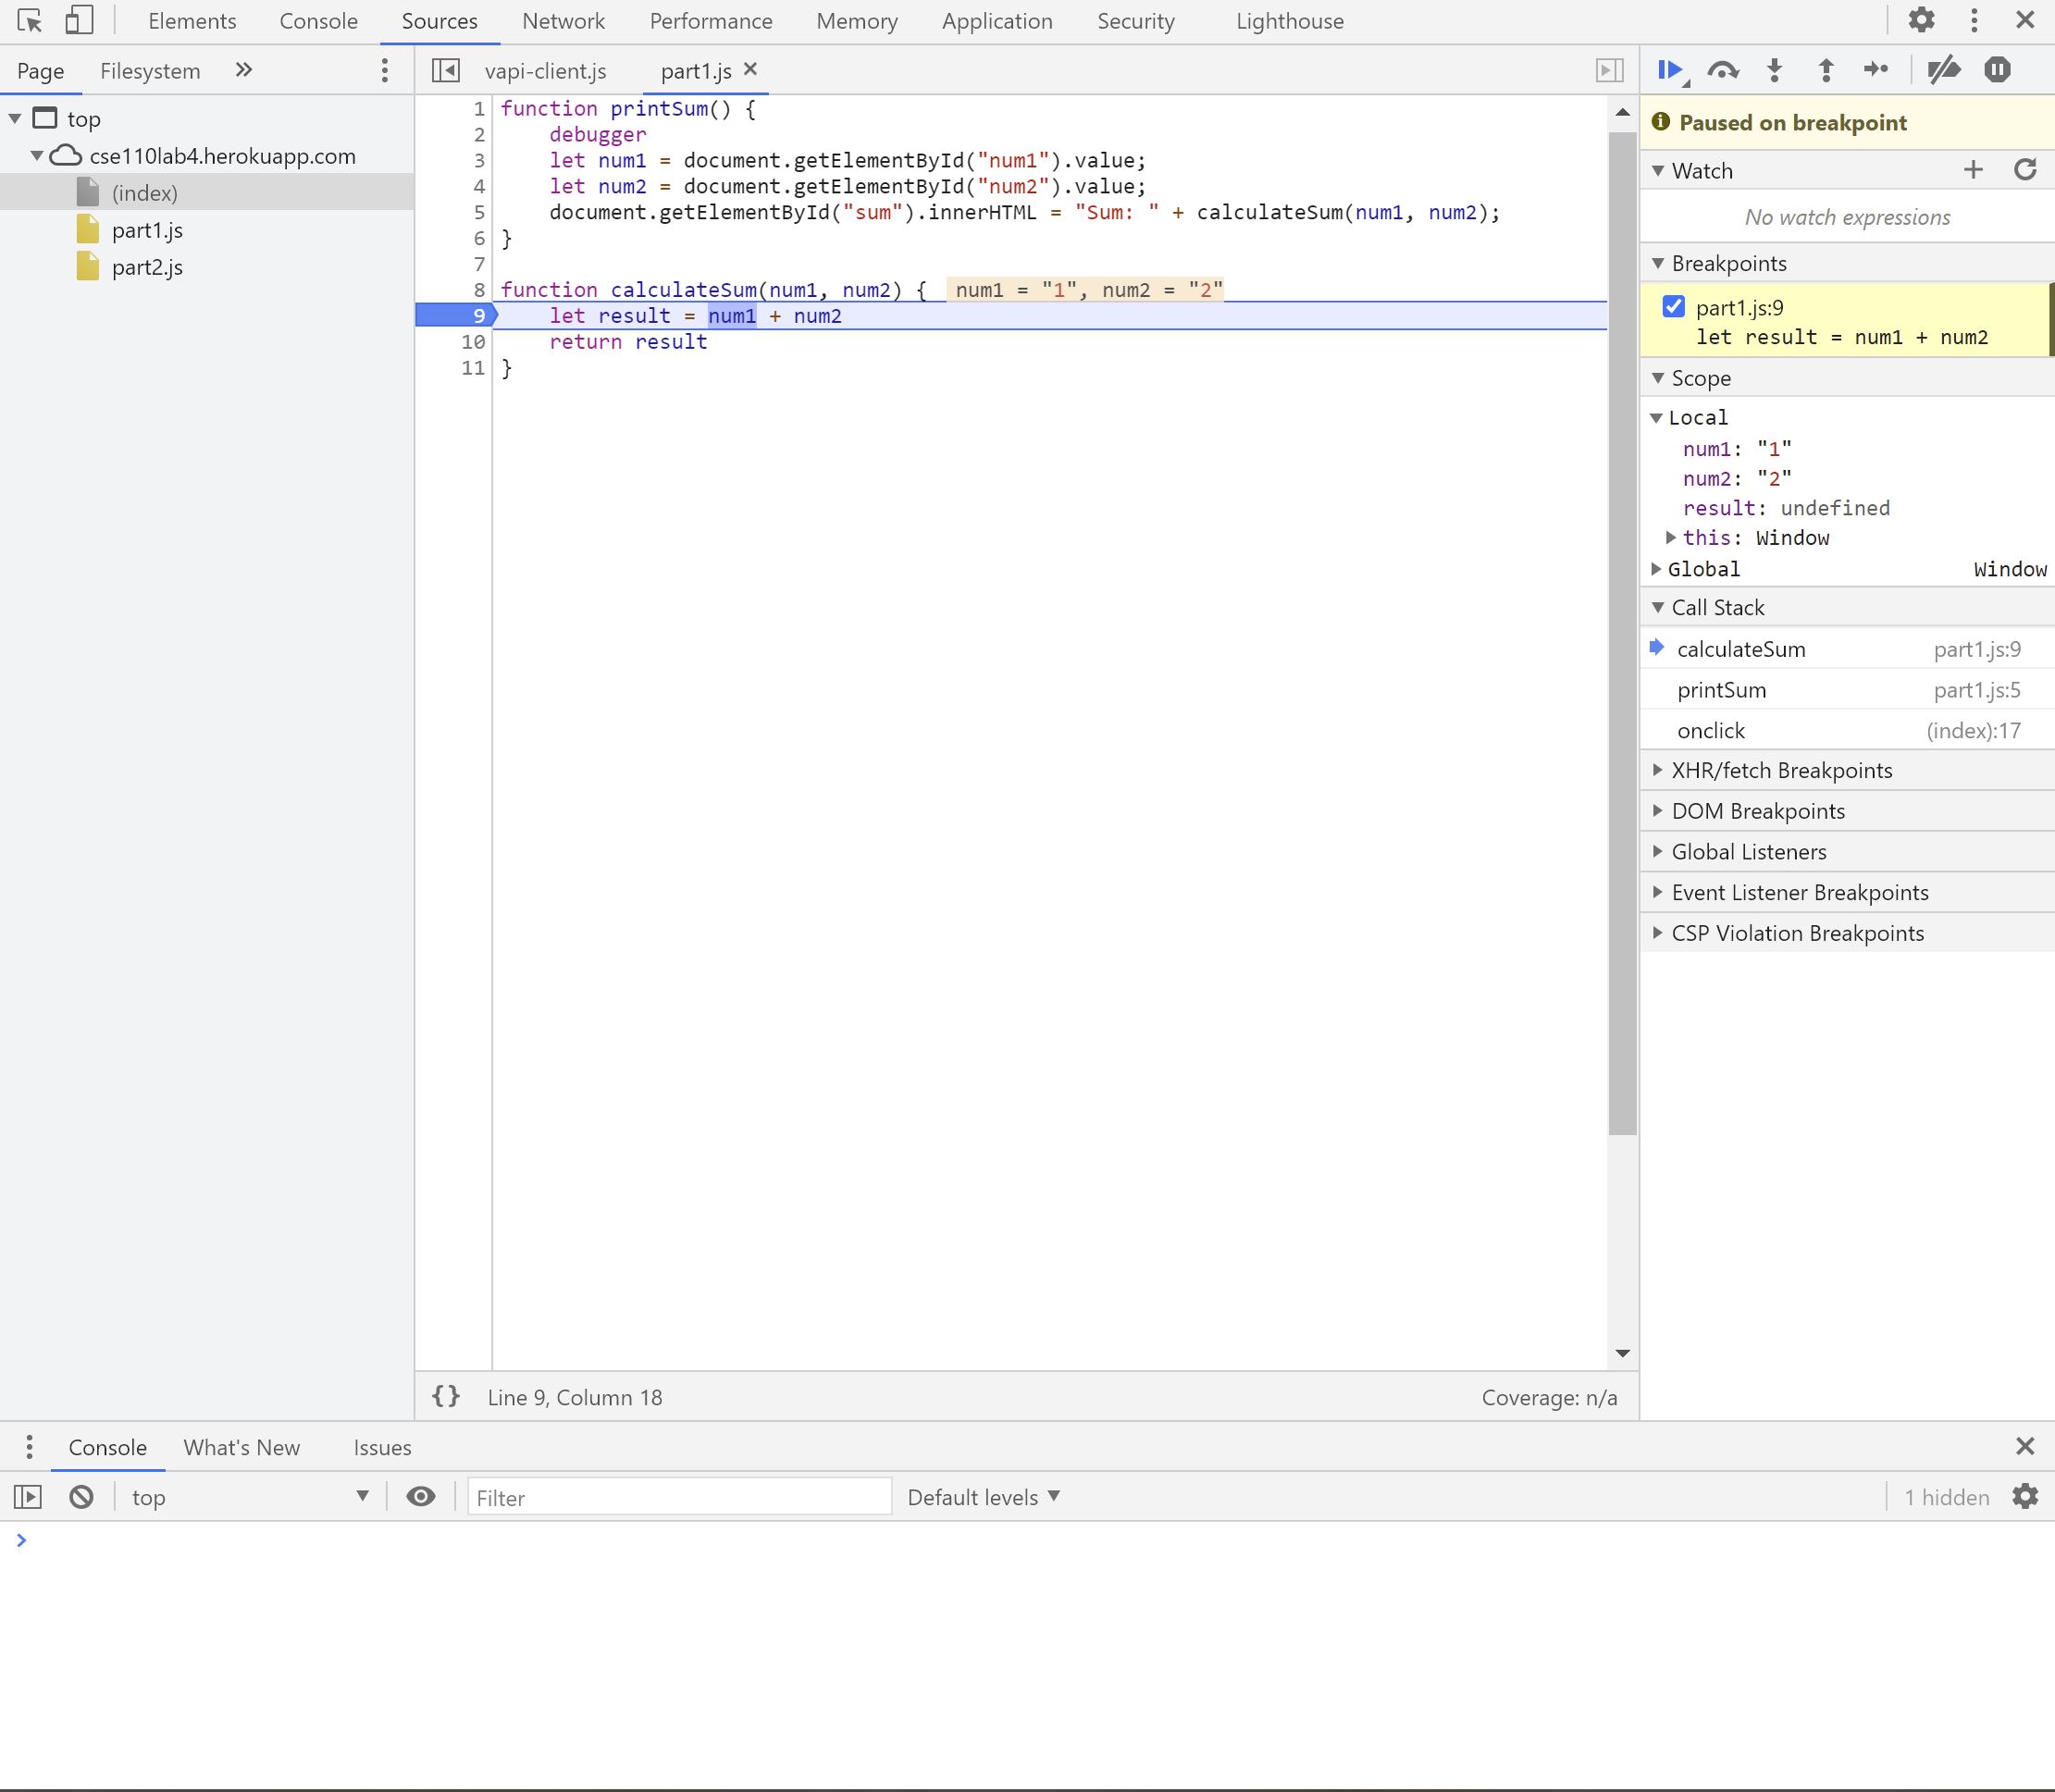 Elements Console Sources Network Performance Memory Application Security Lighthouse
Page Filesystem
top
cse110lab4.herokuapp.com
(index)
part1.js
part2.js
vapi-client.js part1.js
1 function printSum() {
2     debugger
3     let num1 = document.getElementById("num1").value;
4     let num2 = document.getElementById("num2").value;
5     document.getElementById("sum").innerHTML = "Sum: " + calculateSum(num1, num2);
6 }
7
8 function calculateSum(num1, num2) { num1 = "1", num2 = "2"
9     let result = num1 + num2
10     return result
11 }
{} Line 9, Column 18 Coverage: n/a
Paused on breakpoint
Watch
No watch expressions
Breakpoints
part1.js:9
let result = num1 + num2
Scope
Local
num1: "1"
num2: "2"
result: undefined
this: Window
Global Window
Call Stack
calculateSum part1.js:9
printSum part1.js:5
onclick (index):17
XHR/fetch Breakpoints
DOM Breakpoints
Global Listeners
Event Listener Breakpoints
CSP Violation Breakpoints
Console What's New Issues
top Filter Default levels 1 hidden